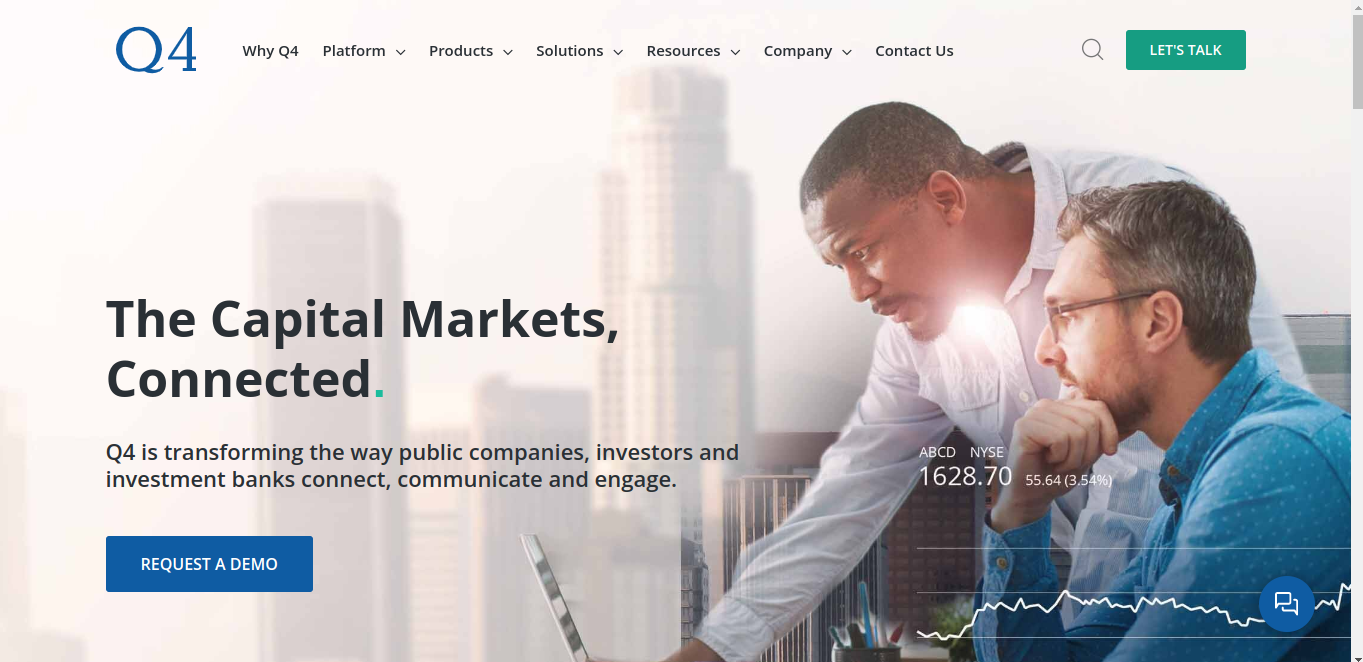 Q4
Why Q4 Platform Products Solutions Resources Company Contact Us
LET'S TALK
The Capital Markets,
Connected.
Q4 is transforming the way public companies, investors and
investment banks connect, communicate and engage.
REQUEST A DEMO
ABCD NYSE
1628.70 55.64 (3.54%)